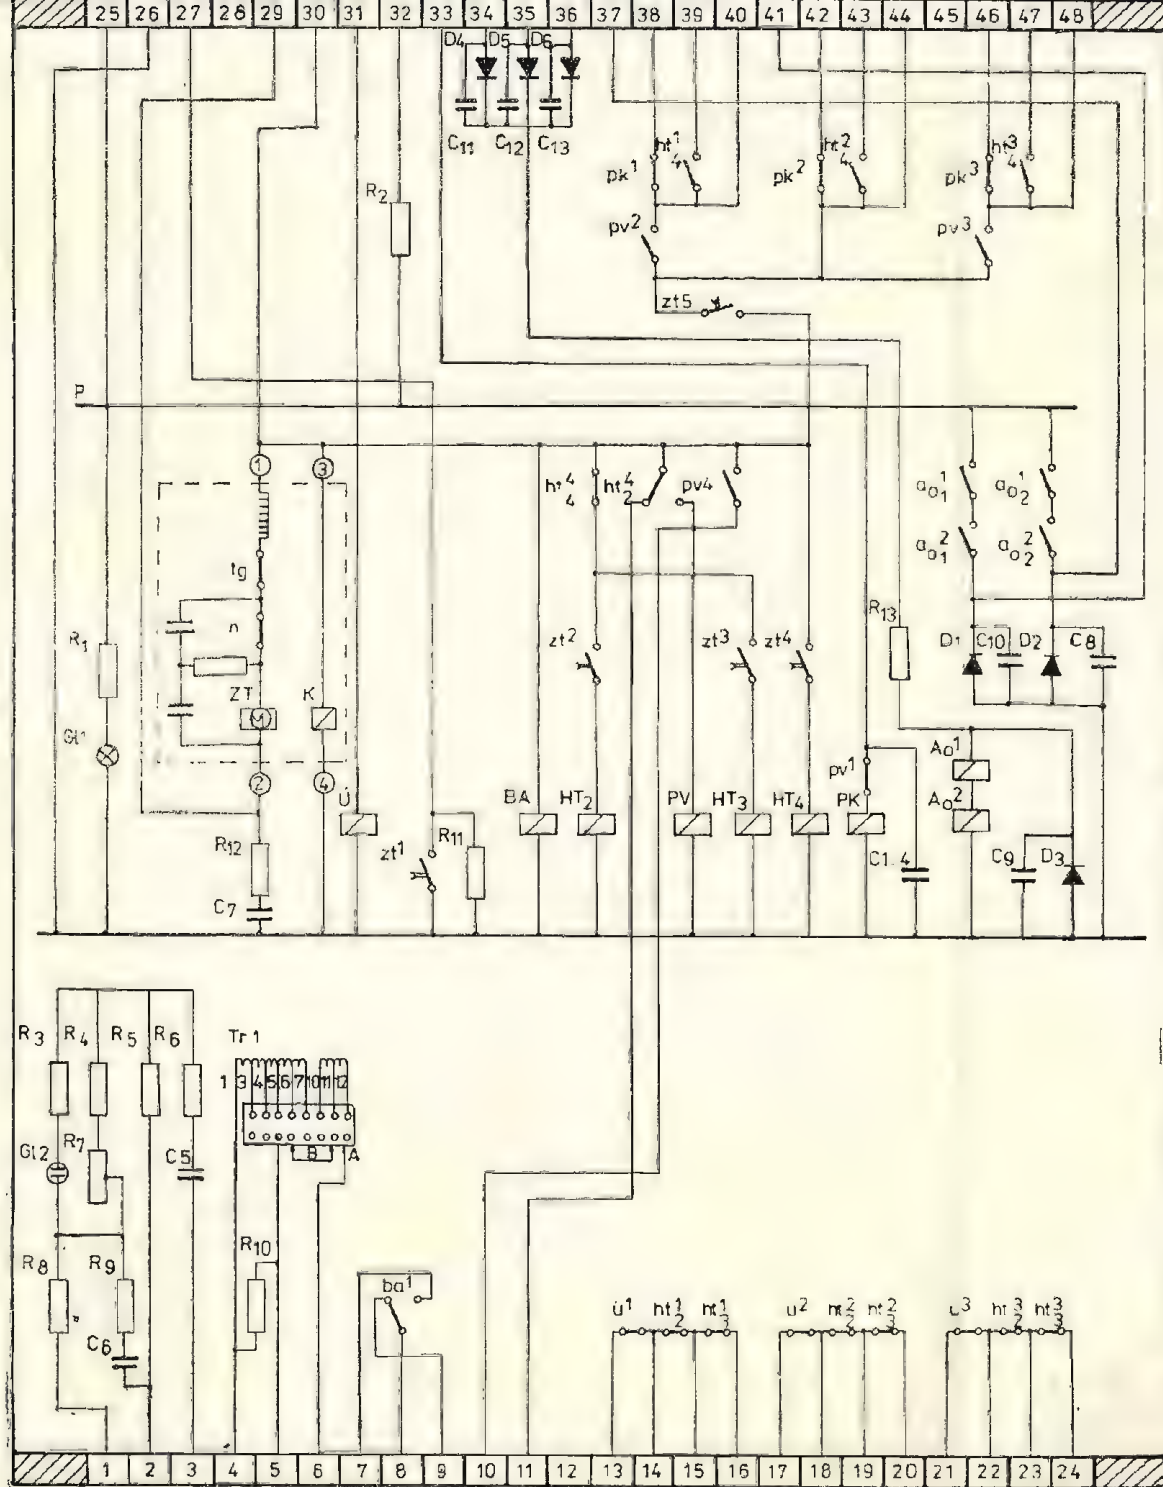 25 26 27 28 29 30 31 32 33 34 35 36 37 38 39 40 41 42 43 44 45 46 47 48
D4 D5 D6
C11 C12 C13
pk1 ht1 4
pk2 ht2 4
pk3 ht3 4
R2
pv2 pv3
zt5
P
1 3
ht4 4 ht4 2 pv4
ao1 1 ao2 1
ao1 2 ao2 2
tg
n
R1
R13
zt2 zt3 zt4
D1 C10 D2 C8
ZT K
M
Gl1
Ao1
pv1
2 4
Ü BA HT2 PV HT3 HT4 PK
Ao2
R12 zt1 R11
C1-4 C9 D3
C7
R3 R4 R5 R6
Tr1
1 3 4 5 6 7 10 11 12
Gl2 R7 C5
B A
R8 R9 R10
ba1
C6
ü1 ht1 2 ht1 3
u2 ht2 2 ht2 3
ht3 2 ht3 3
1 2 3 4 5 6 7 8 9 10 11 12 13 14 15 16 17 18 19 20 21 22 23 24